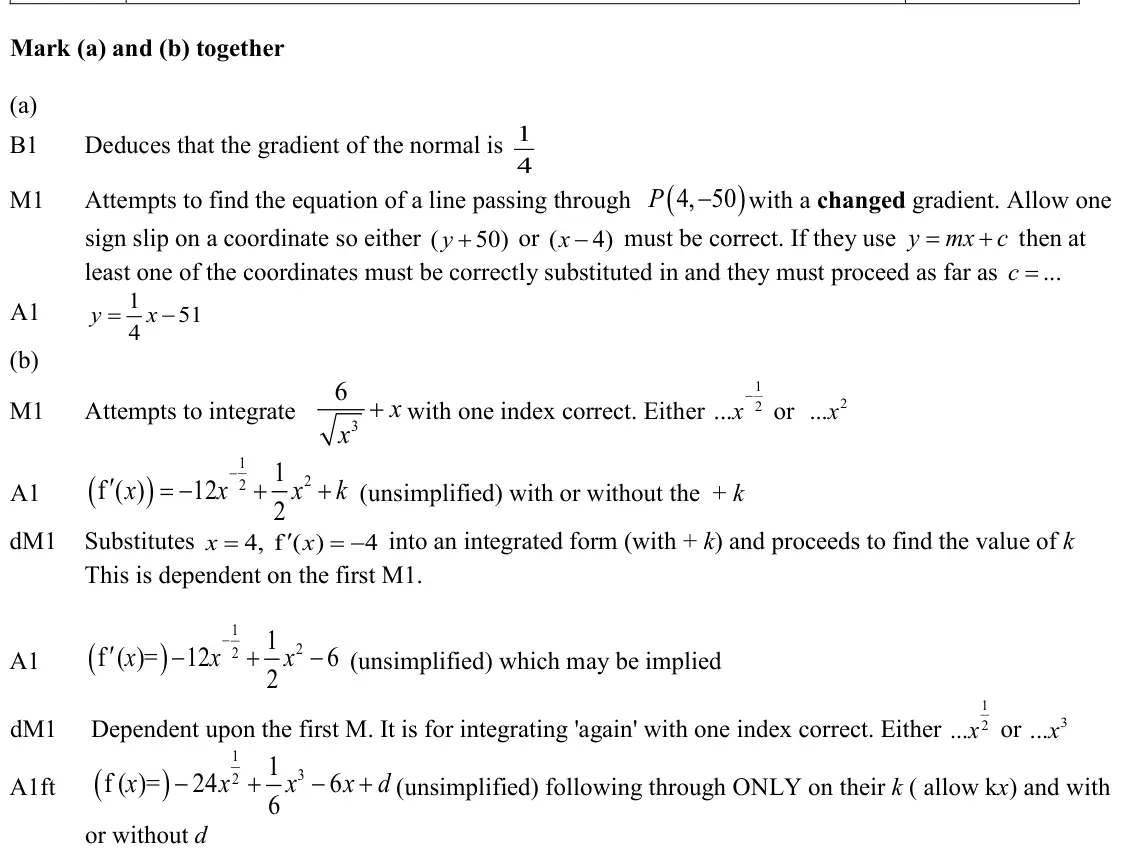 Mark (a) and (b) together
(a)
B1 Deduces that the gradient of the normal is 1/4
M1 Attempts to find the equation of a line passing through P(4,−50) with a changed gradient. Allow one
sign slip on a coordinate so either (y+50) or (x−4) must be correct. If they use y=mx+c then at
least one of the coordinates must be correctly substituted in and they must proceed as far as c=...
A1 y=1/4 x−51
(b)
M1 Attempts to integrate 6/√x³ + x with one index correct. Either ...x^(−1/2) or ...x²
A1 (f′(x))=−12x^(−1/2)+1/2 x²+k (unsimplified) with or without the + k
dM1 Substitutes x=4, f′(x)=−4 into an integrated form (with + k) and proceeds to find the value of k
This is dependent on the first M1.
A1 (f′(x)=)−12x^(−1/2)+1/2 x²−6 (unsimplified) which may be implied
dM1 Dependent upon the first M. It is for integrating 'again' with one index correct. Either ...x^(1/2) or ...x³
A1ft (f(x)=)−24x^(1/2)+1/6 x³−6x+d (unsimplified) following through ONLY on their k ( allow kx) and with
or without d